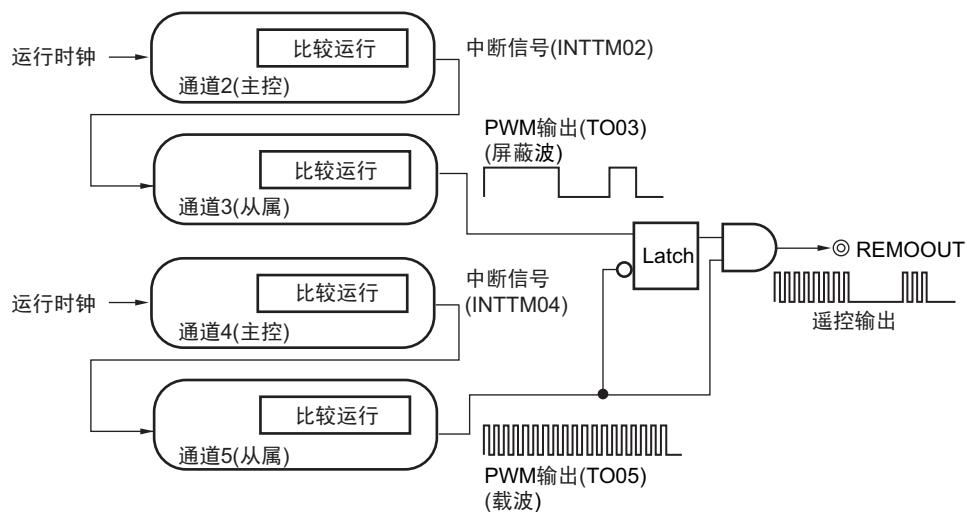 比较运行
运行时钟
中断信号(INTTM02)
通道2(主控)
PWM输出(TO03)
(屏蔽波)
比较运行
通道3(从属)
Latch
REMOOUT
遥控输出
比较运行
运行时钟
中断信号
(INTTM04)
通道4(主控)
比较运行
通道5(从属)
PWM输出(TO05)
(载波)